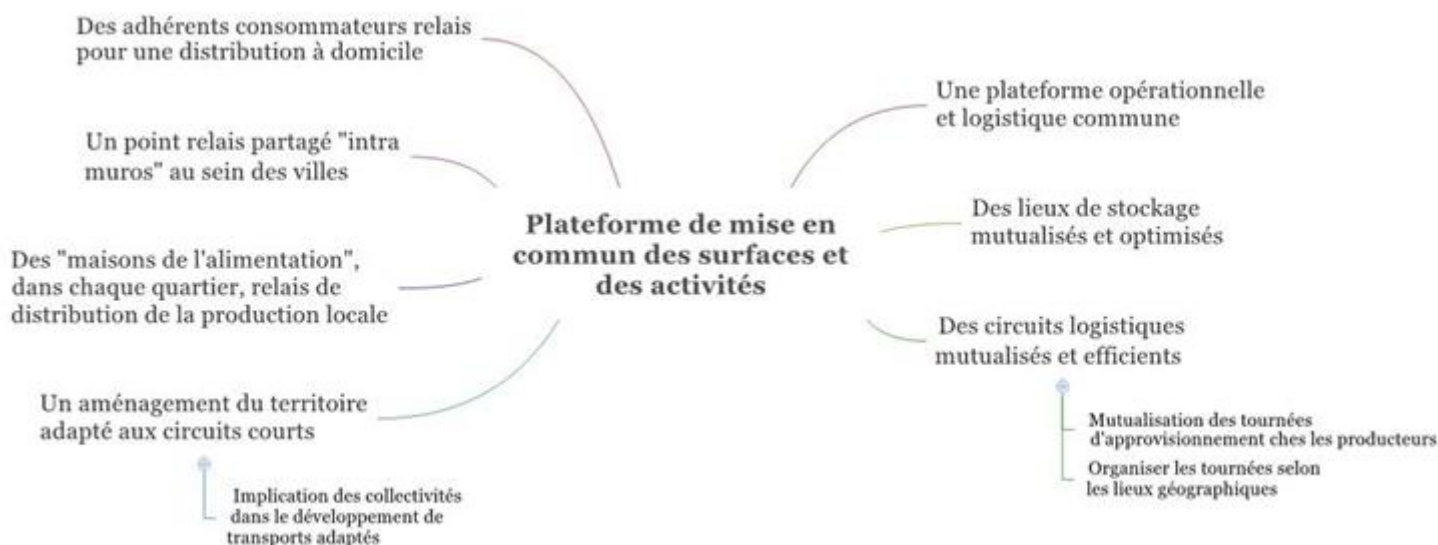 Des adhérents consommateurs relais
pour une distribution à domicile
Un point relais partagé "intra
muros" au sein des villes
Des "maisons de l'alimentation",
dans chaque quartier, relais de
distribution de la production locale
Un aménagement du territoire
adapté aux circuits courts
Implication des collectivités
dans le développement de
transports adaptés
Plateforme de mise en
commun des surfaces et
des activités
Une plateforme opérationnelle
et logistique commune
Des lieux de stockage
mutualisés et optimisés
Des circuits logistiques
mutualisés et efficients
Mutualisation des tournées
d'approvisionnement ches les producteurs
Organiser les tournées selon
les lieux géographiques